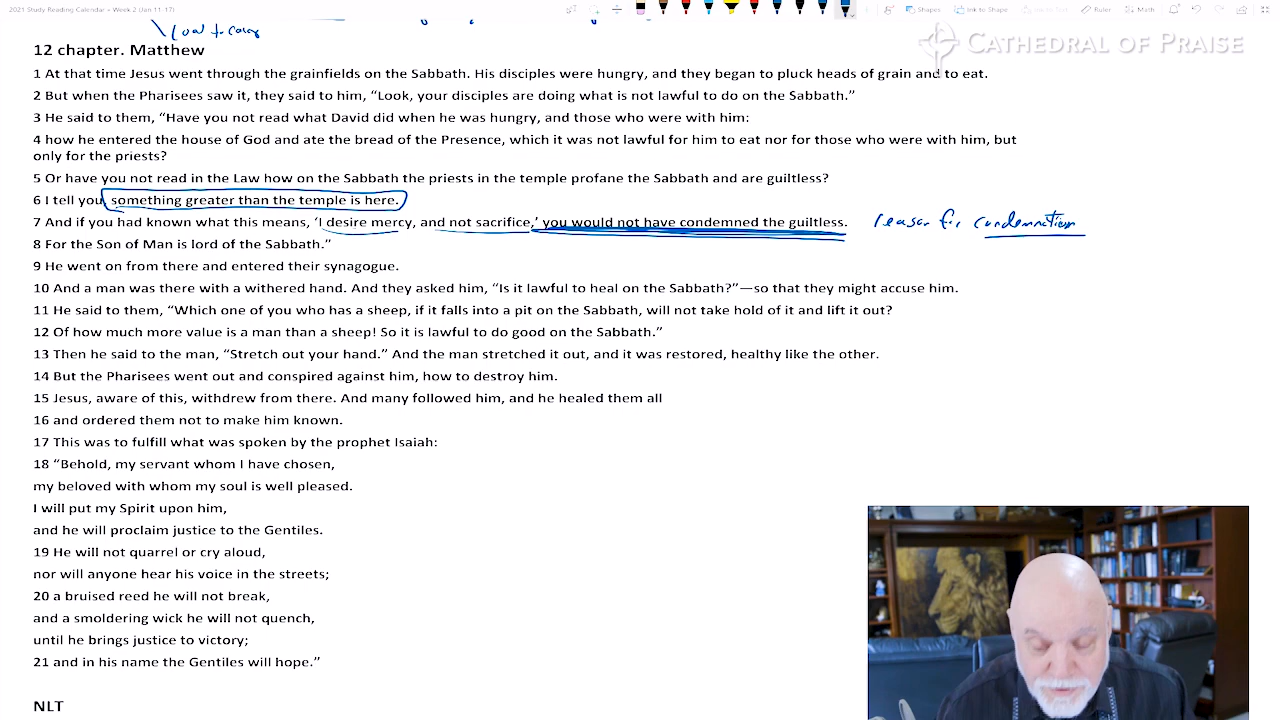 2021 Study Reading Calendar » Week 2 (Jan 11-17)
Shapes Ink to Shape Ink to Text Ruler Math
CATHEDRAL OF PRAISE
12 chapter. Matthew
1 At that time Jesus went through the grainfields on the Sabbath. His disciples were hungry, and they began to pluck heads of grain and to eat.
2 But when the Pharisees saw it, they said to him, “Look, your disciples are doing what is not lawful to do on the Sabbath.”
3 He said to them, “Have you not read what David did when he was hungry, and those who were with him:
4 how he entered the house of God and ate the bread of the Presence, which it was not lawful for him to eat nor for those who were with him, but
only for the priests?
5 Or have you not read in the Law how on the Sabbath the priests in the temple profane the Sabbath and are guiltless?
6 I tell you, something greater than the temple is here.
7 And if you had known what this means, ‘I desire mercy, and not sacrifice,’ you would not have condemned the guiltless. reason for condemnation
8 For the Son of Man is lord of the Sabbath.”
9 He went on from there and entered their synagogue.
10 And a man was there with a withered hand. And they asked him, “Is it lawful to heal on the Sabbath?”—so that they might accuse him.
11 He said to them, “Which one of you who has a sheep, if it falls into a pit on the Sabbath, will not take hold of it and lift it out?
12 Of how much more value is a man than a sheep! So it is lawful to do good on the Sabbath.”
13 Then he said to the man, “Stretch out your hand.” And the man stretched it out, and it was restored, healthy like the other.
14 But the Pharisees went out and conspired against him, how to destroy him.
15 Jesus, aware of this, withdrew from there. And many followed him, and he healed them all
16 and ordered them not to make him known.
17 This was to fulfill what was spoken by the prophet Isaiah:
18 “Behold, my servant whom I have chosen,
my beloved with whom my soul is well pleased.
I will put my Spirit upon him,
and he will proclaim justice to the Gentiles.
19 He will not quarrel or cry aloud,
nor will anyone hear his voice in the streets;
20 a bruised reed he will not break,
and a smoldering wick he will not quench,
until he brings justice to victory;
21 and in his name the Gentiles will hope.”
NLT